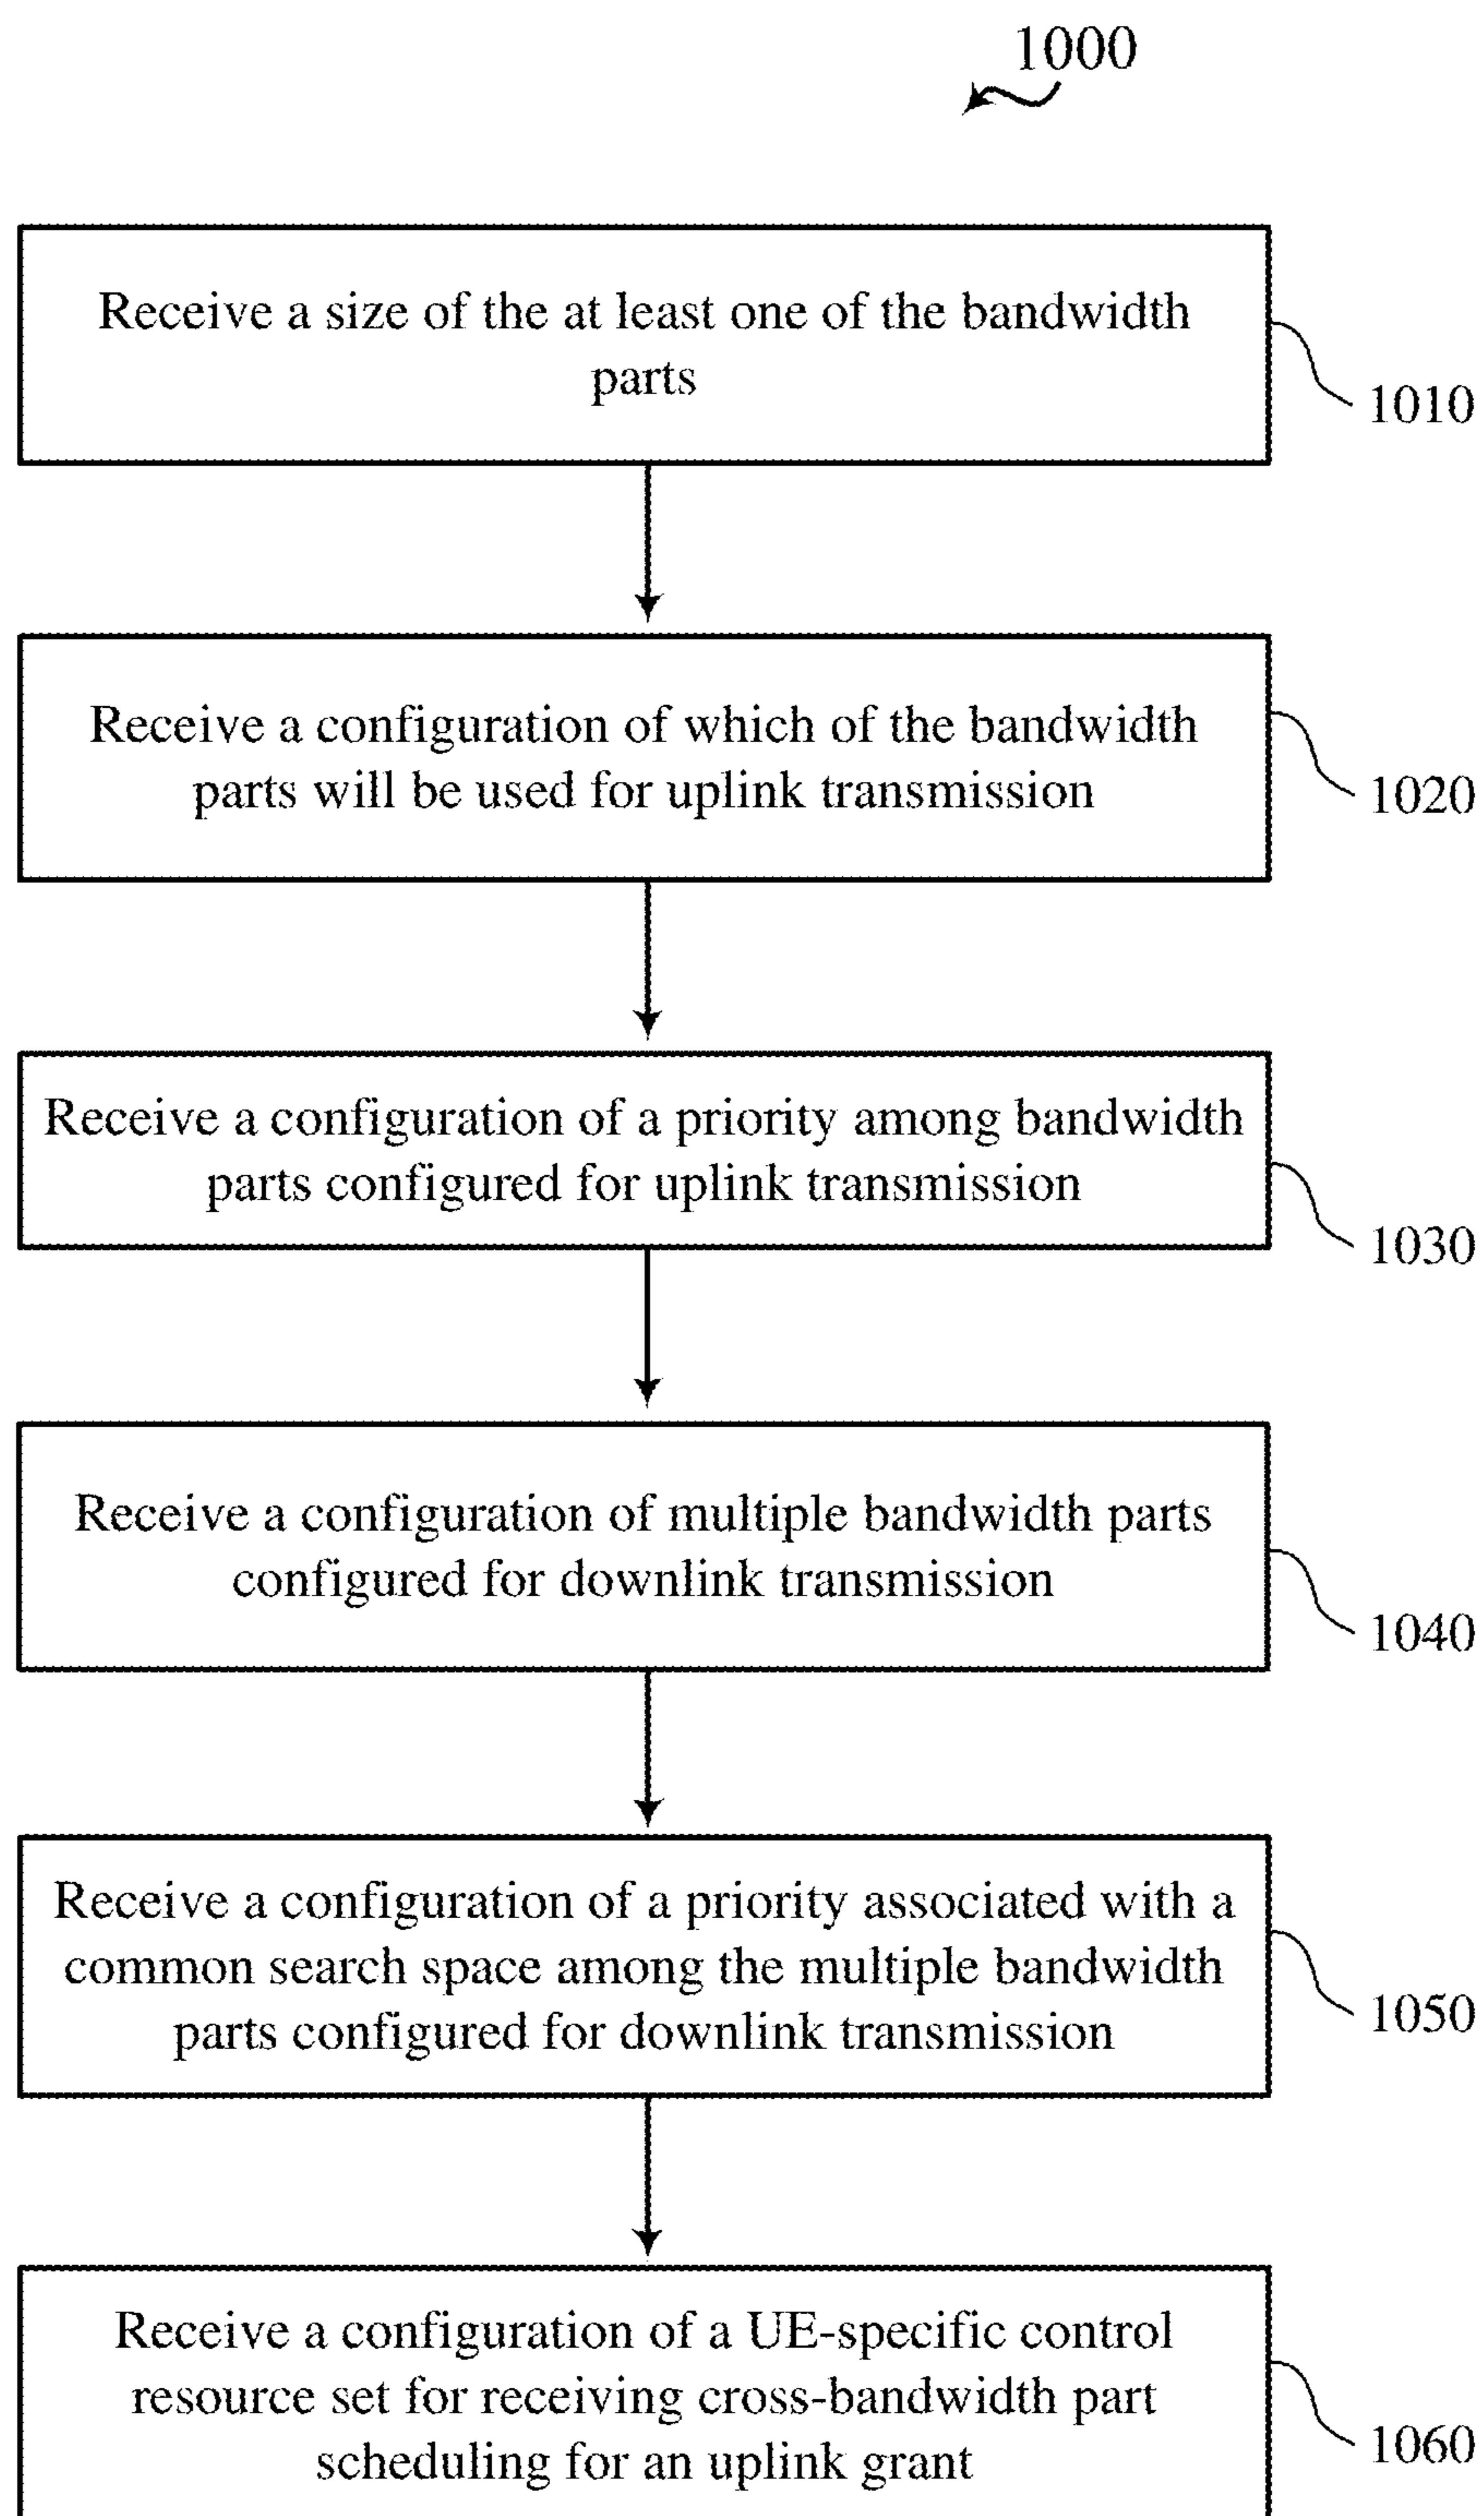 1000
Receive a size of the at least one of the bandwidth
parts
1010
Receive a configuration of which of the bandwidth
parts will be used for uplink transmission
1020
Receive a configuration of a priority among bandwidth
parts configured for uplink transmission
1030
Receive a configuration of multiple bandwidth parts
configured for downlink transmission
1040
Receive a configuration of a priority associated with a
common search space among the multiple bandwidth
parts configured for downlink transmission
1050
Receive a configuration of a UE-specific control
resource set for receiving cross-bandwidth part
scheduling for an uplink grant
1060